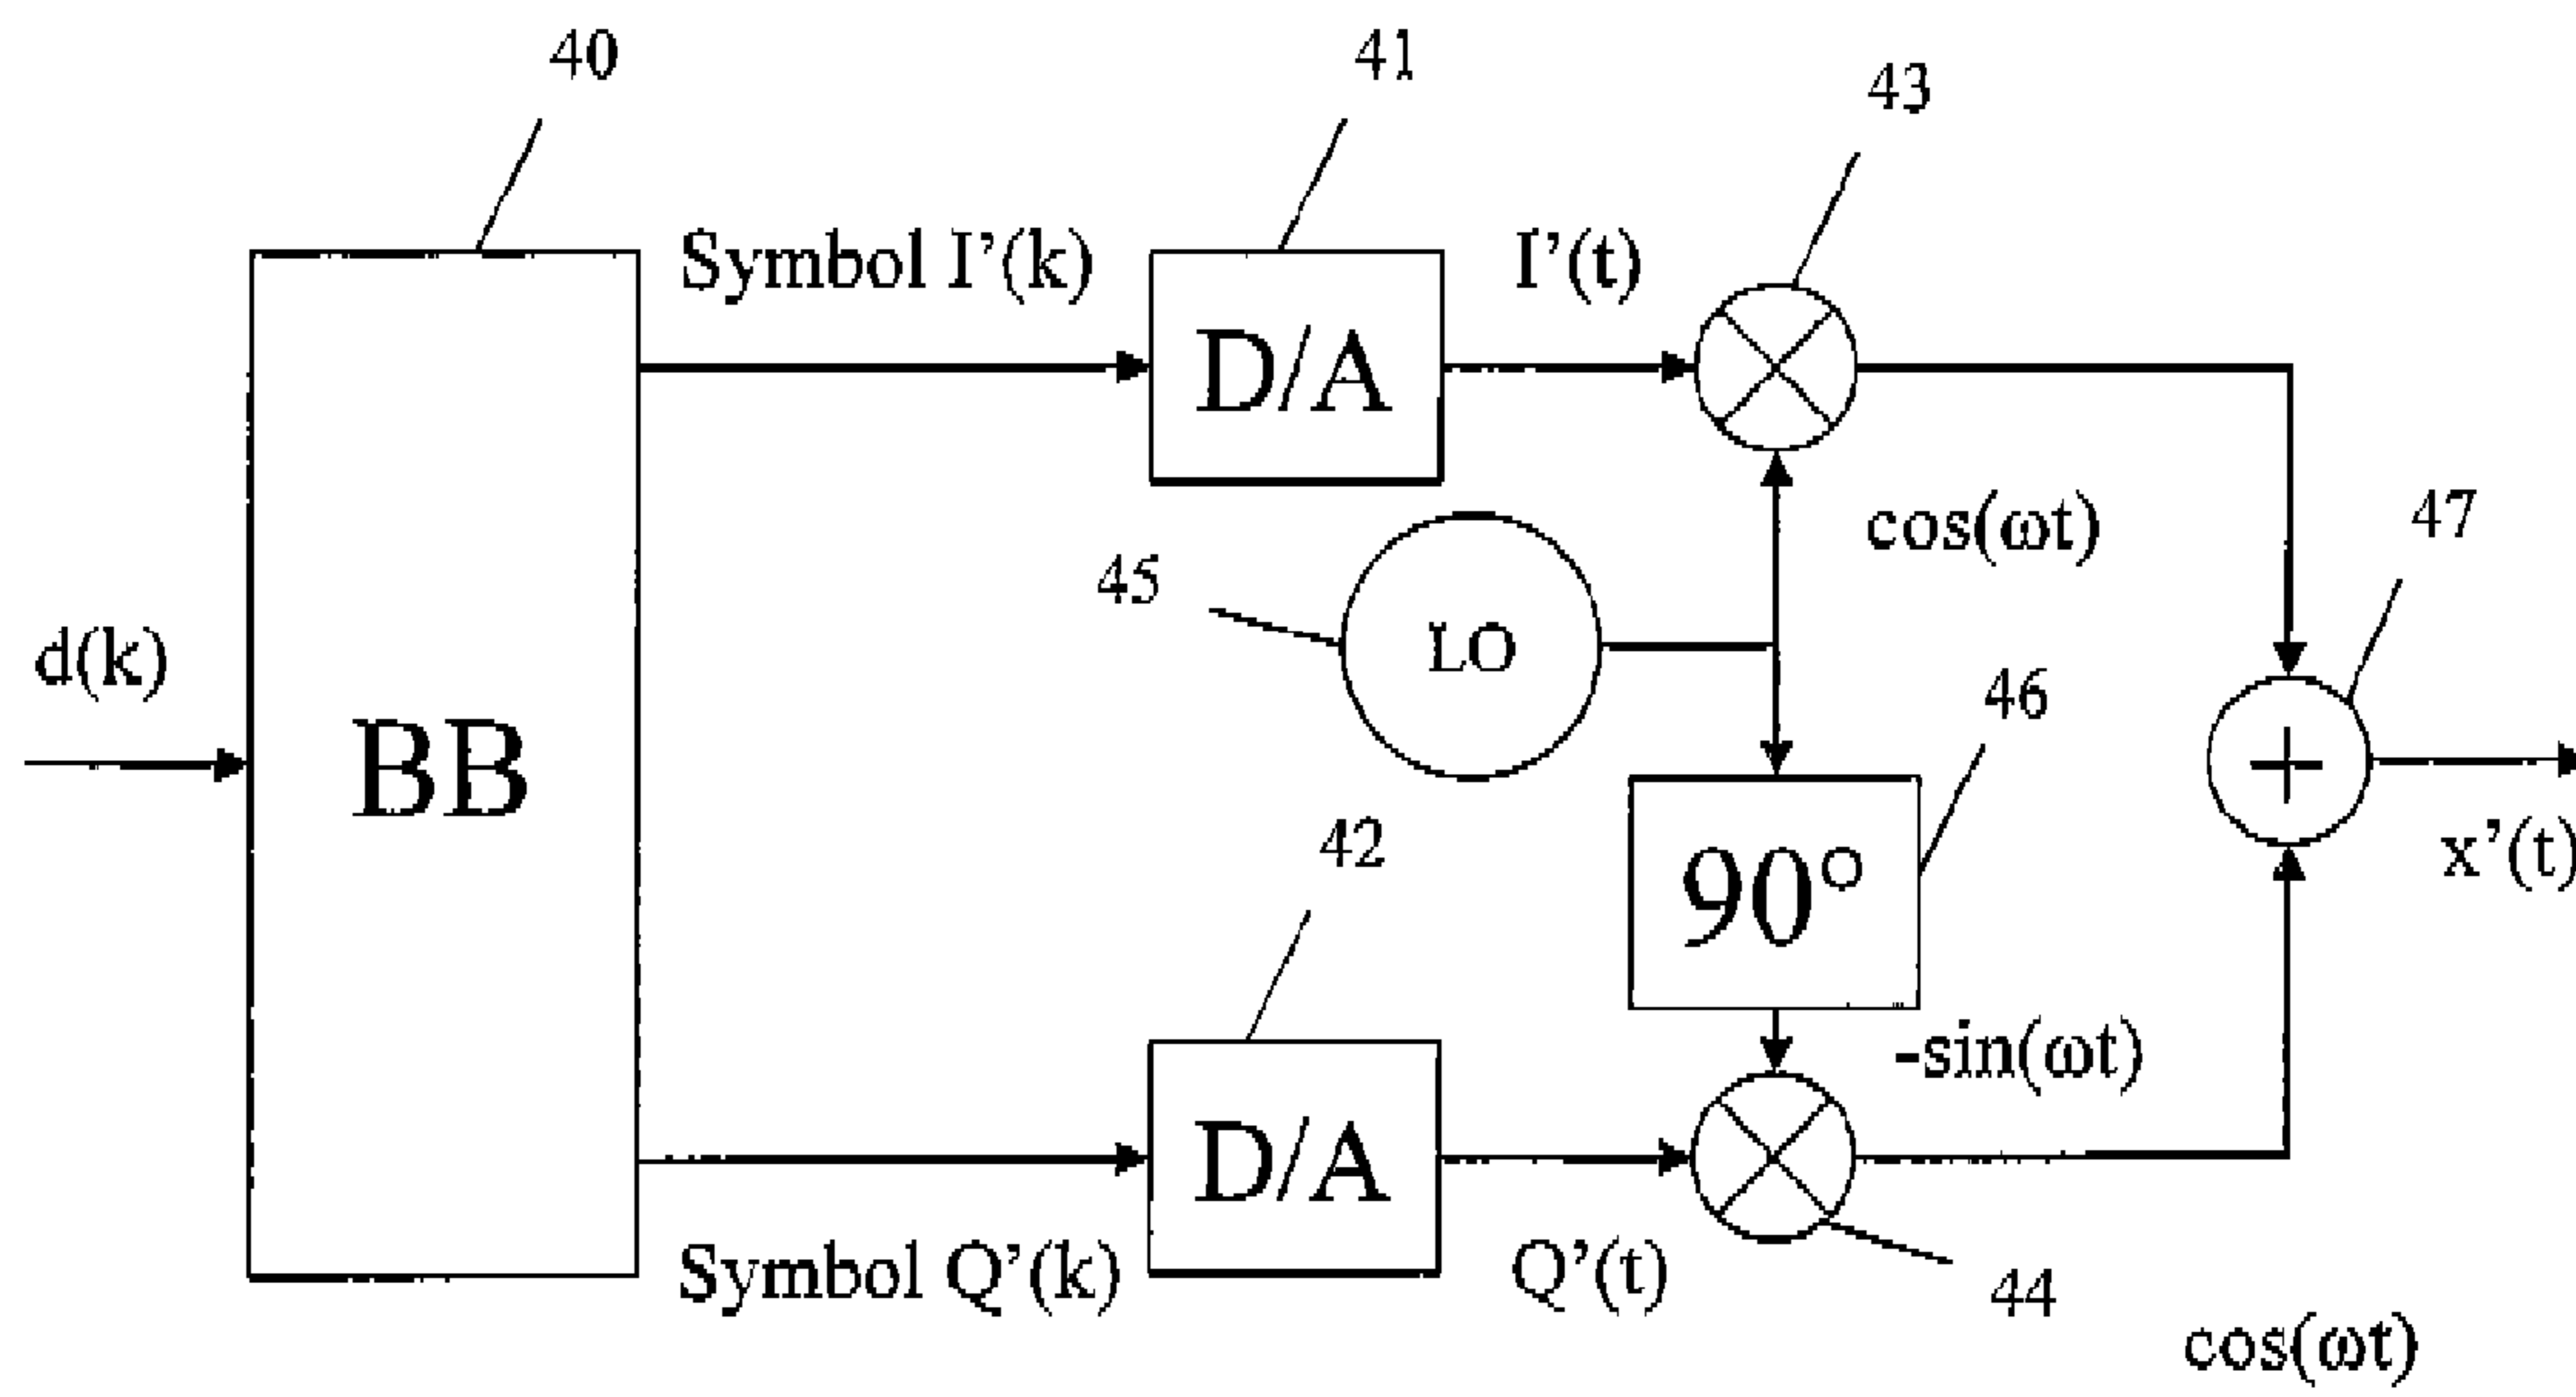 40
41
43
Symbol I’(k)
I’(t)
D/A
cos(ωt)
47
45
LO
d(k)
46
BB
+
42
90°
x’(t)
-sin(ωt)
D/A
Symbol Q’(k)
Q’(t)
44
cos(ωt)